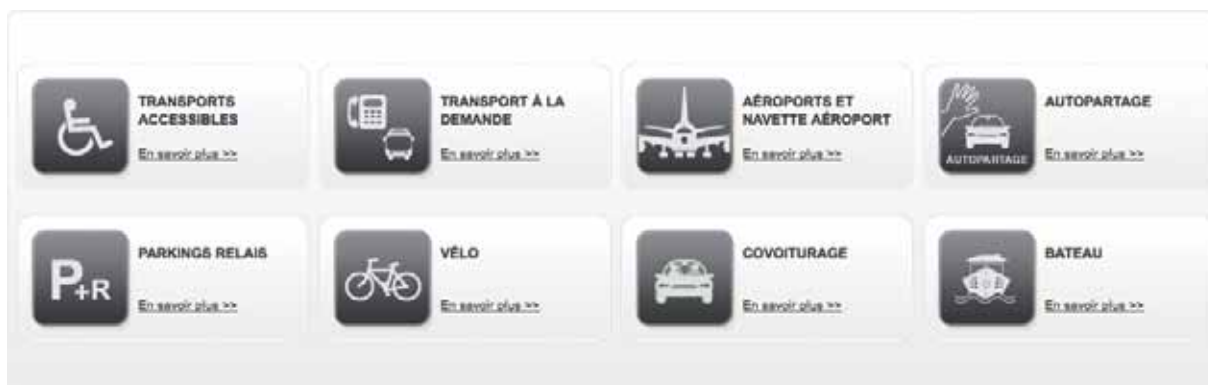 TRANSPORTS
ACCESSIBLES
En savoir plus >>
TRANSPORT À LA
DEMANDE
En savoir plus >>
AÉROPORTS ET
NAVETTE AÉROPORT
En savoir plus >>
AUTOPARTAGE
AUTOPARTAGE
En savoir plus >>
P+R
PARKINGS RELAIS
En savoir plus >>
VÉLO
En savoir plus >>
COVOITURAGE
En savoir plus >>
BATEAU
En savoir plus >>